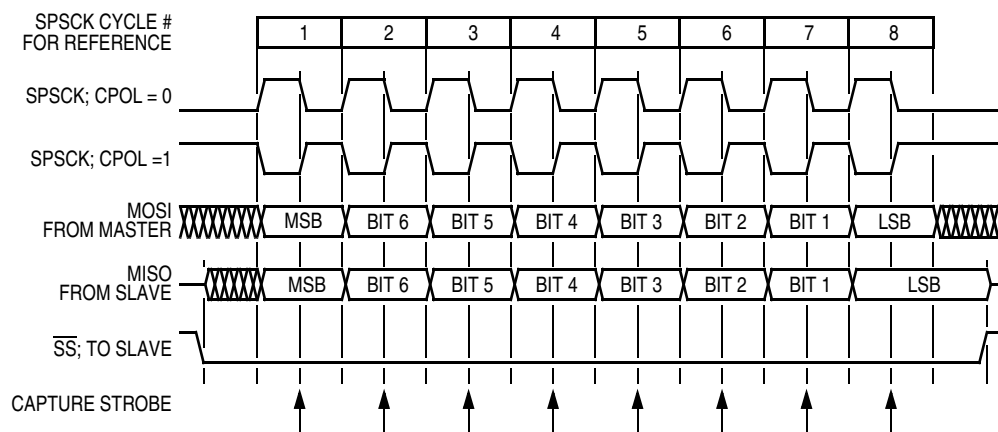 SPSCK CYCLE #
FOR REFERENCE
1 2 3 4 5 6 7 8
SPSCK; CPOL = 0
SPSCK; CPOL =1
MOSI
FROM MASTER
MSB BIT 6 BIT 5 BIT 4 BIT 3 BIT 2 BIT 1 LSB
MISO
FROM SLAVE
MSB BIT 6 BIT 5 BIT 4 BIT 3 BIT 2 BIT 1 LSB
SS; TO SLAVE
CAPTURE STROBE